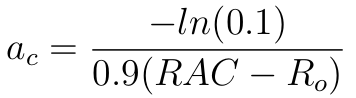 a_c = \frac{-ln(0.1)}{0.9(RAC - R_o)}